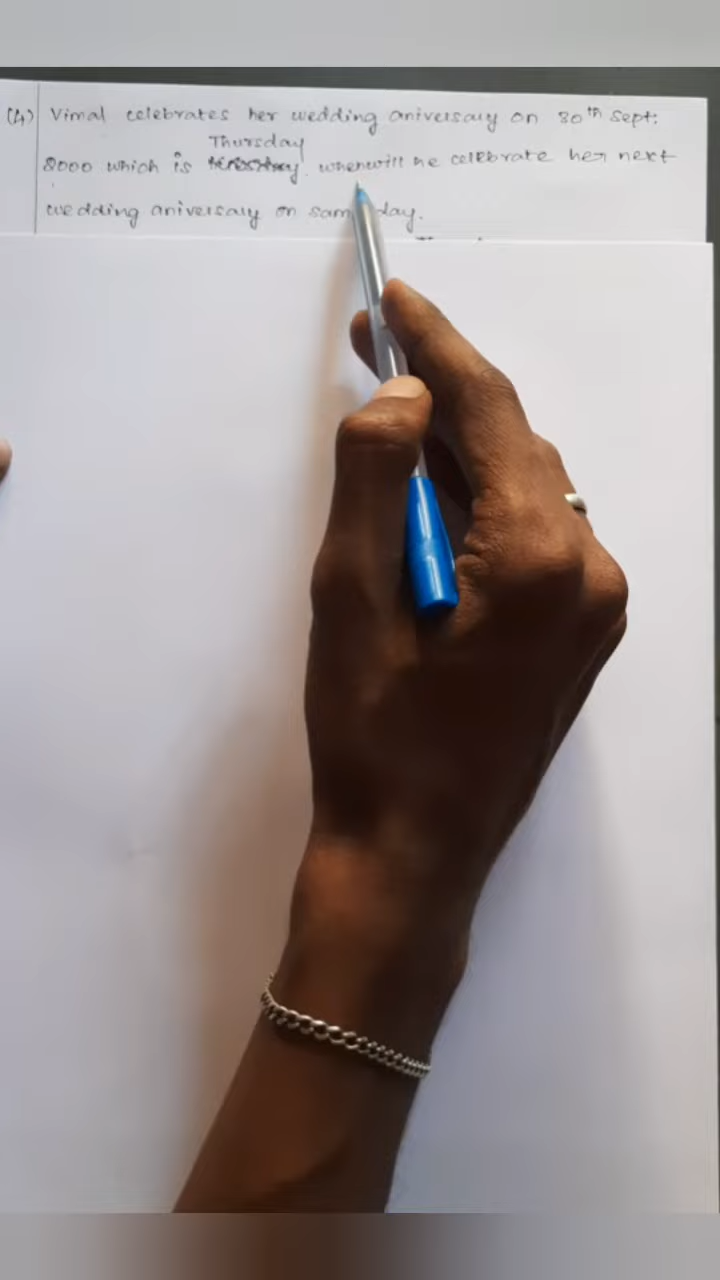 (4) Vimal celebrates her wedding aniversary on 30th Sept:
Thursday
2000 which is when will he celebrate her next
wedding aniversary on same day.